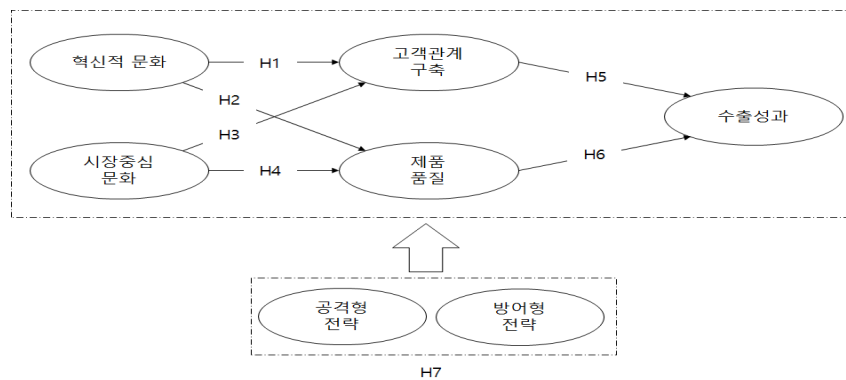 혁신적 문화
H1
고객관계
구축
H5
H2
수출성과
H3
시장중심
문화
H4
제품
품질
H6
공격형
전략
방어형
전략
H7